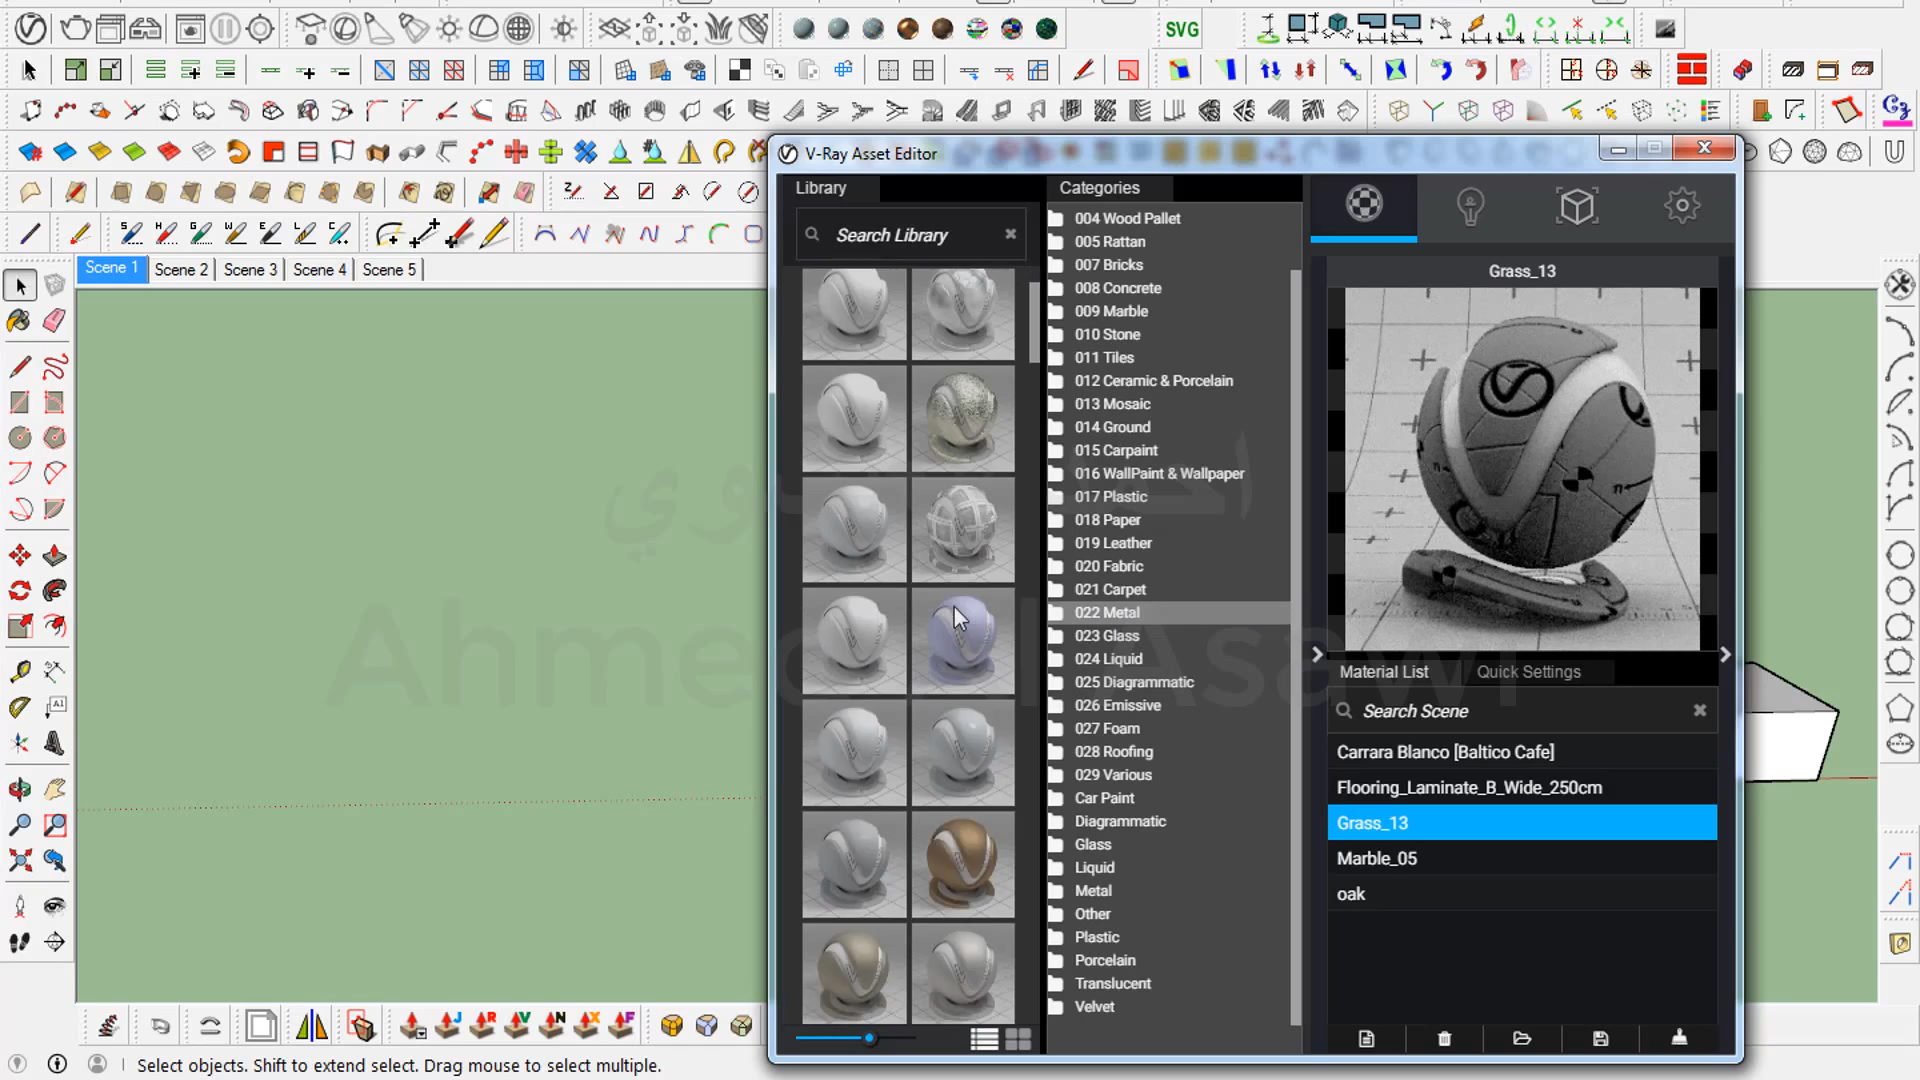 SVG
V-Ray Asset Editor
Library
Search Library
Categories
004 Wood Pallet
005 Rattan
007 Bricks
008 Concrete
009 Marble
010 Stone
011 Tiles
012 Ceramic & Porcelain
013 Mosaic
014 Ground
015 Carpaint
016 WallPaint & Wallpaper
017 Plastic
018 Paper
019 Leather
020 Fabric
021 Carpet
022 Metal
023 Glass
024 Liquid
025 Diagrammatic
026 Emissive
027 Foam
028 Roofing
029 Various
Car Paint
Diagrammatic
Glass
Liquid
Metal
Other
Plastic
Porcelain
Translucent
Velvet
Grass_13
Material List
Quick Settings
Search Scene
Carrara Blanco [Baltico Cafe]
Flooring_Laminate_B_Wide_250cm
Grass_13
Marble_05
oak
Scene 1
Scene 2
Scene 3
Scene 4
Scene 5
Select objects. Shift to extend select. Drag mouse to select multiple.